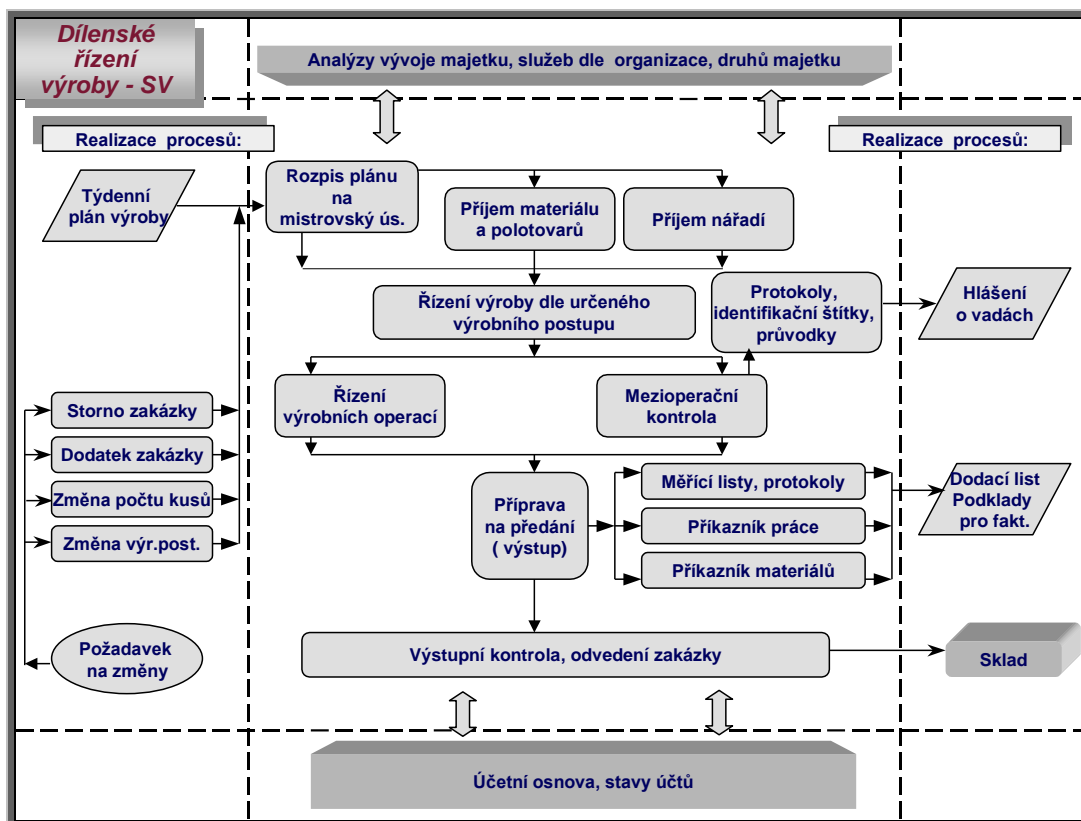 Dílenské
řízení
výroby - SV
Analýzy vývoje majetku, služeb dle organizace, druhů majetku
Realizace procesů:
Realizace procesů:
Týdenní
plán výroby
Rozpis plánu
na
mistrovský ús.
Příjem materiálu
a polotovarů
Příjem nářadí
Řízení výroby dle určeného
výrobního postupu
Protokoly,
identifikační štítky,
průvodky
Hlášení
o vadách
Řízení
výrobních operací
Mezioperační
kontrola
Storno zakázky
Dodatek zakázky
Změna počtu kusů
Změna výr.post.
Příprava
na předání
( výstup)
Měřící listy, protokoly
Příkazník práce
Příkazník materiálů
Dodací list
Podklady
pro fakt.
Požadavek
na změny
Výstupní kontrola, odvedení zakázky
Sklad
Účetní osnova, stavy účtů